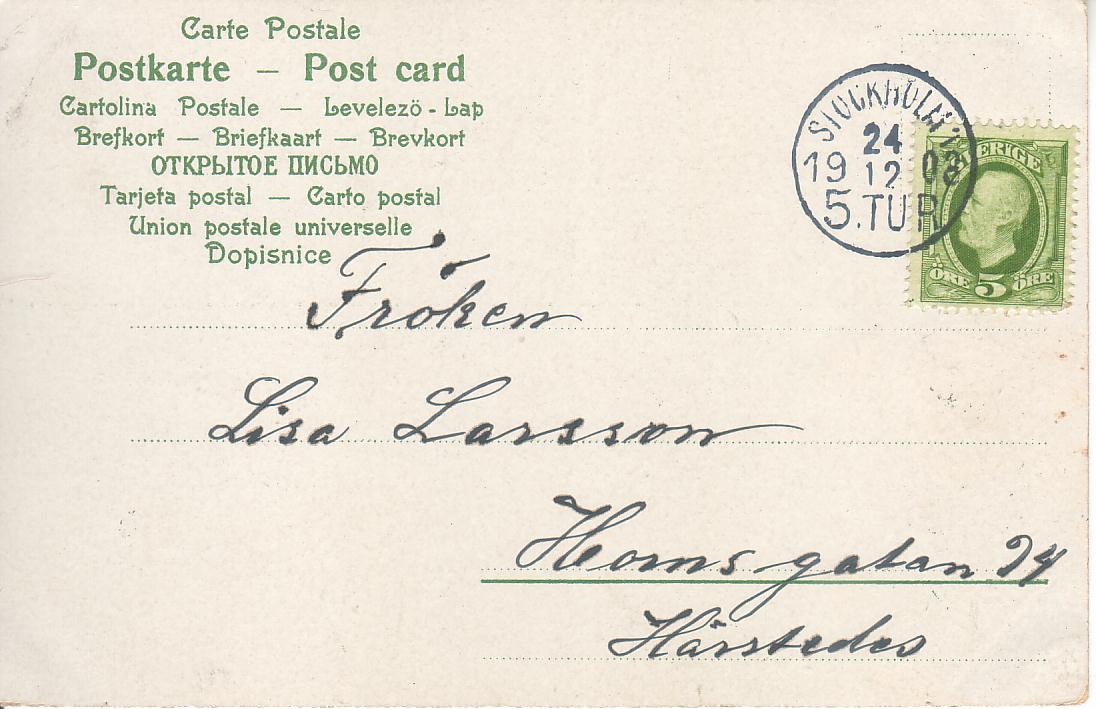 Carte Postale
Postkarte — Post card
Cartolina Postale — Levelezö-Lap
Brefkort — Briefkaart — Brevkort
ОТКРЫТОЕ ПИСЬМО
Tarjeta postal — Carto postal
Union postale universelle
Dopisnice
STOCKHOLM
24
19 12 03
5.TUR
SVERIGE
ÖRE 5 ÖRE
Fröken
Lisa Larsson
Hornsgatan 94
Härstedes